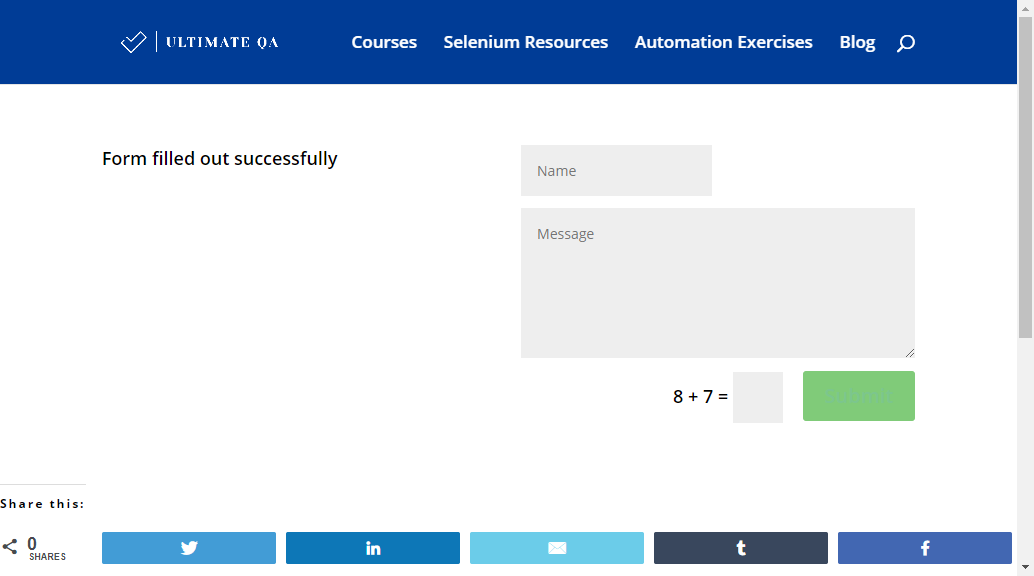 ULTIMATE QA
Courses
Selenium Resources
Automation Exercises
Blog
Form filled out successfully
Name
Message
8 + 7 =
Submit
Share this:
0
SHARES